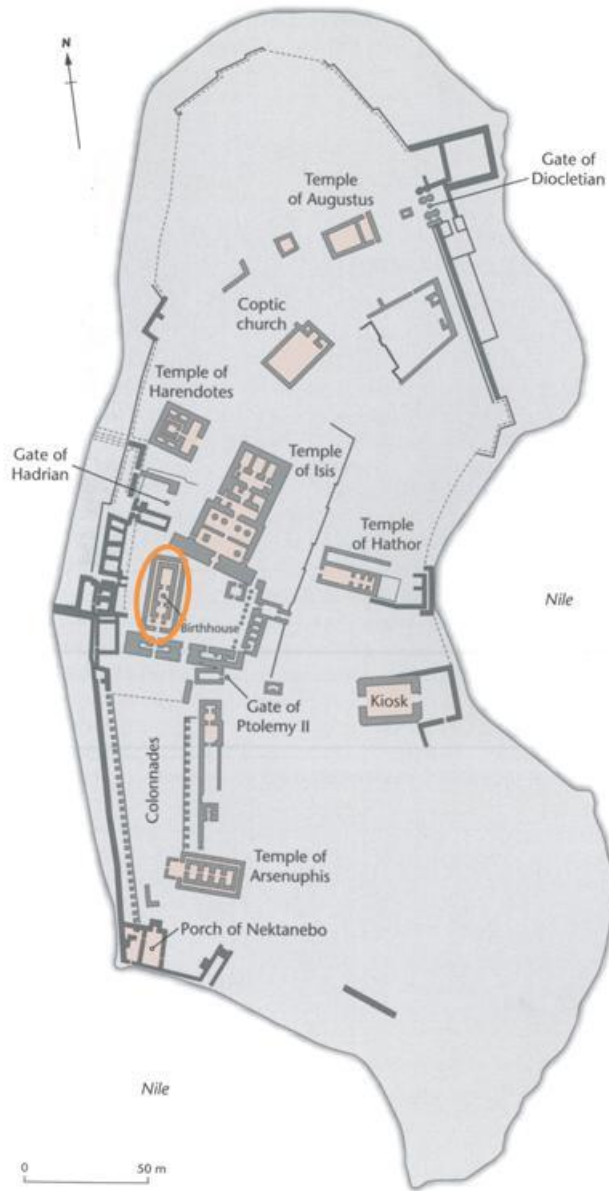 N
Gate of
Diocletian
Temple
of Augustus
Coptic
church
Temple of
Harendotes
Gate of
Hadrian
Temple
of Isis
Temple
of Hathor
Nile
Birthhouse
Kiosk
Gate of
Ptolemy II
Colonnades
Temple of
Arsenuphis
Porch of Nektanebo
Nile
0 50 m